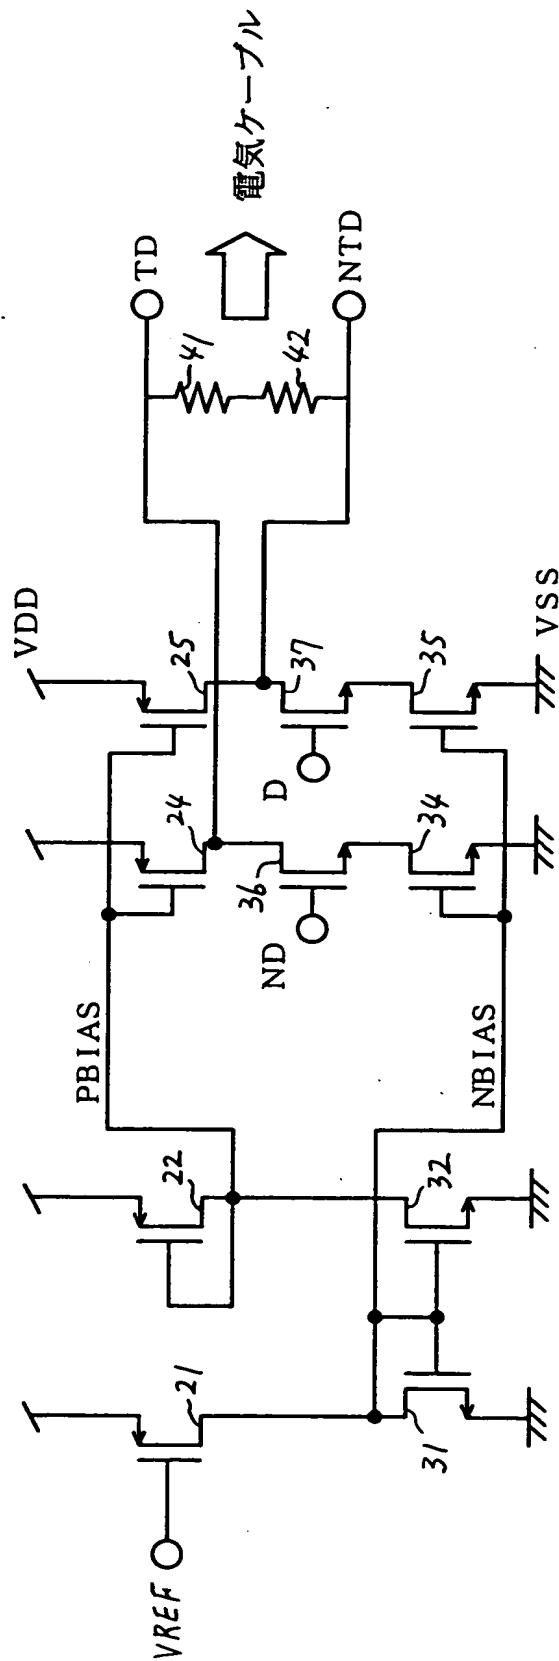 VDD
PBIAS
22
24
25
TD
41
電気ケーブル
VREF
21
ND
36
D
37
42
NTD
31
32
NBIAS
34
35
VSS